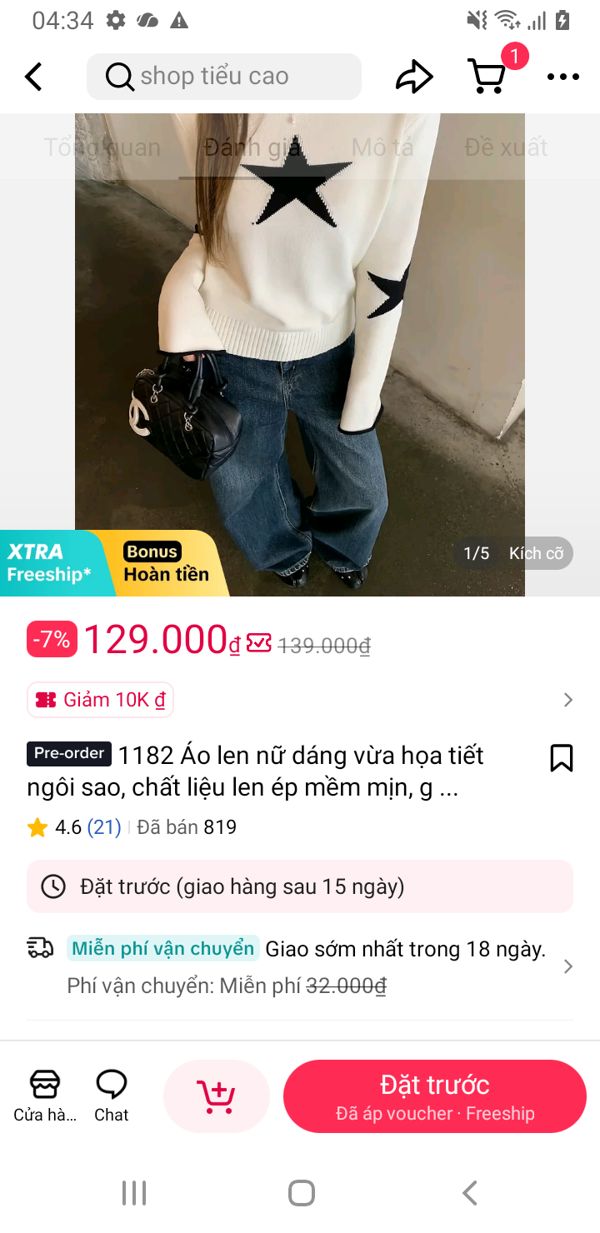 04:34
shop tiểu cao
1
Tổng quan Đánh giá Mô tả Đề xuất
XTRA
Freeship*
Bonus
Hoàn tiền
1/5 Kích cỡ
-7% 129.000₫ 139.000₫
Giảm 10K ₫
Pre-order 1182 Áo len nữ dáng vừa họa tiết
ngôi sao, chất liệu len ép mềm mịn, g ...
4.6 (21) Đã bán 819
Đặt trước (giao hàng sau 15 ngày)
Miễn phí vận chuyển Giao sớm nhất trong 18 ngày.
Phí vận chuyển: Miễn phí 32.000₫
Cửa hà...
Chat
Đặt trước
Đã áp voucher · Freeship